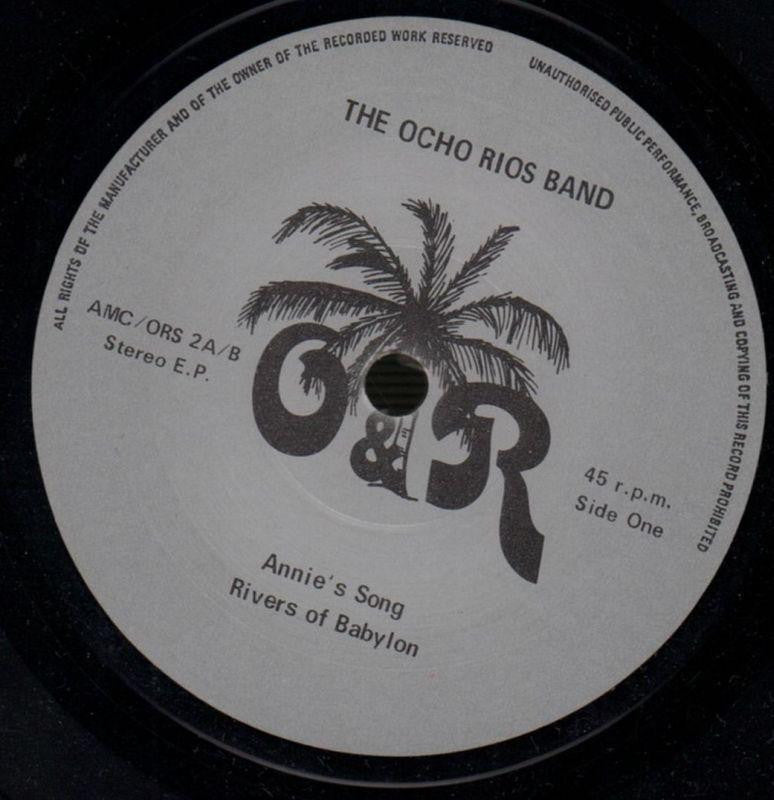 ALL RIGHTS OF THE MANUFACTURER AND OF THE OWNER OF THE RECORDED WORK RESERVED
UNAUTHORISED PUBLIC PERFORMANCE, BROADCASTING AND COPYING OF THIS RECORD PROHIBITED
THE OCHO RIOS BAND
AMC/ORS 2A/B
Stereo E.P.
O&R
45 r.p.m.
Side One
Annie's Song
Rivers of Babylon